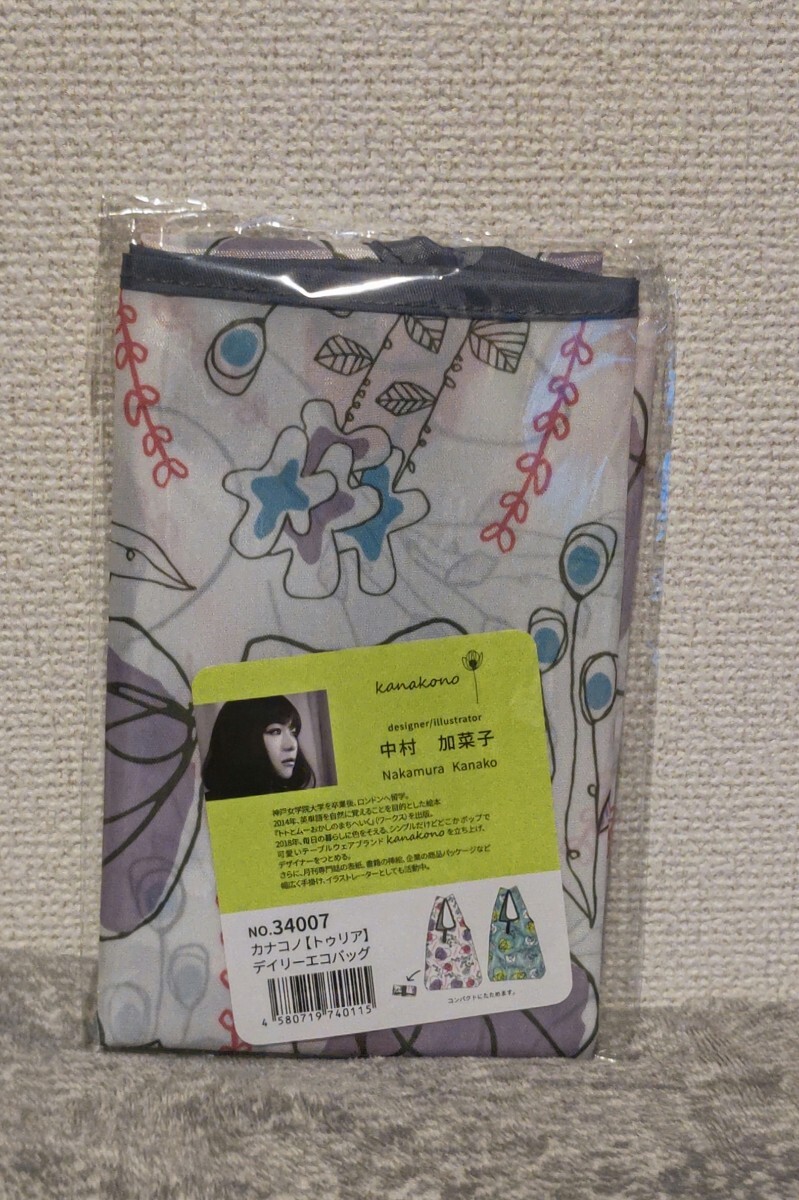 kanakono
designer/illustrator
中村 加菜子
Nakamura Kanako
神戸女学院大学を卒業後、ロンドンへ留学。
2014年、英単語を自然に覚えることを目的とした絵本
『トトとムーおかしのまちへいく』(ワークス)を出版。
2018年、毎日の暮らしに色をそえる、シンプルだけどどこか ポップで
可愛いテーブルウェアブランド kanakono を立ち上げ、
デザイナーをつとめる。
さらに、月刊専門誌の表紙、書籍の挿絵、企業の商品パッケージなど
幅広く手掛け、イラストレーターとしても活動中。
NO.34007
カナコノ【トゥリア】
デイリーエコバッグ
4 580719 740115
コンパクトにたためます。